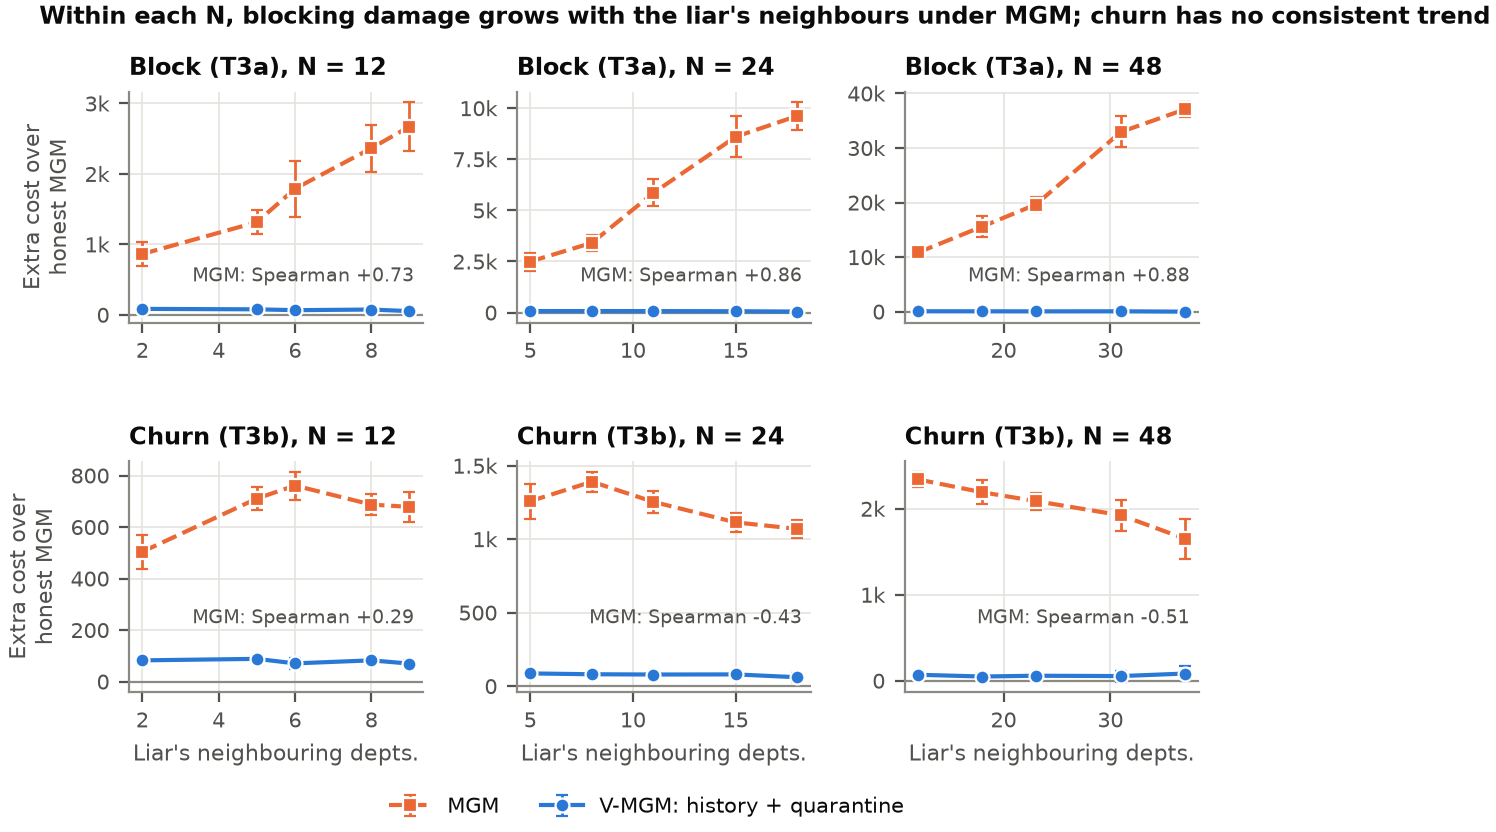 Within each N, blocking damage grows with the liar's neighbours under MGM; churn has no consistent trend
Block (T3a), N = 12
Block (T3a), N = 24
Block (T3a), N = 48
Extra cost over
honest MGM
3k
2k
1k
0
MGM: Spearman +0.73
2 4 6 8
10k
7.5k
5k
2.5k
0
MGM: Spearman +0.86
5 10 15
40k
30k
20k
10k
0
MGM: Spearman +0.88
20 30
Churn (T3b), N = 12
Churn (T3b), N = 24
Churn (T3b), N = 48
Extra cost over
honest MGM
800
600
400
200
0
MGM: Spearman +0.29
2 4 6 8
Liar's neighbouring depts.
1.5k
1k
500
0
MGM: Spearman -0.43
5 10 15
Liar's neighbouring depts.
2k
1k
0
MGM: Spearman -0.51
20 30
Liar's neighbouring depts.
MGM
V-MGM: history + quarantine